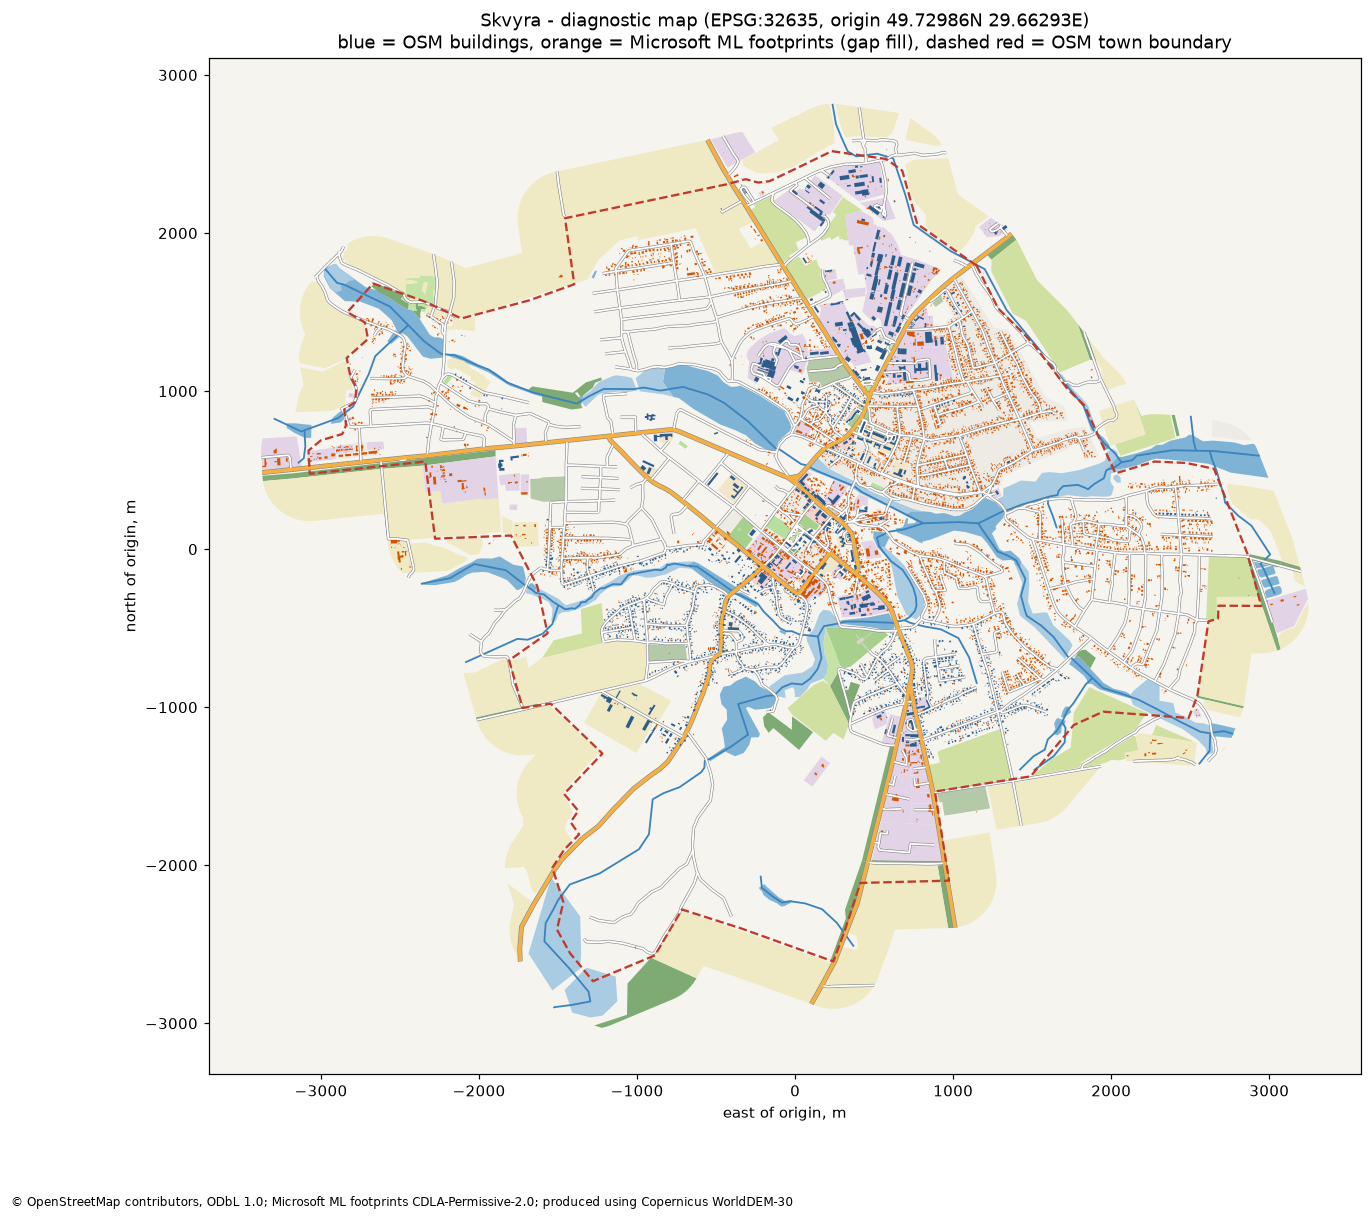 Skvyra - diagnostic map (EPSG:32635, origin 49.72986N 29.66293E)
blue = OSM buildings, orange = Microsoft ML footprints (gap fill), dashed red = OSM town boundary
3000
2000
1000
0
−1000
−2000
−3000
north of origin, m
−3000
−2000
−1000
0
1000
2000
3000
east of origin, m
© OpenStreetMap contributors, ODbL 1.0; Microsoft ML footprints CDLA-Permissive-2.0; produced using Copernicus WorldDEM-30